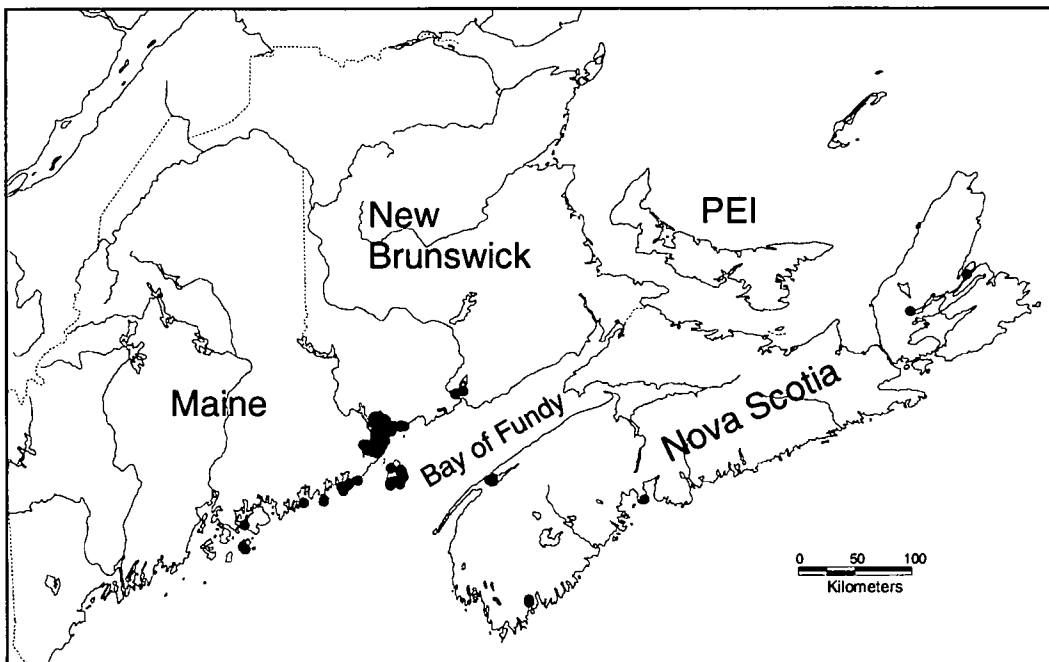 New
Brunswick
PEI
Maine
Bay of Fundy
Nova Scotia
0 50 100
Kilometers